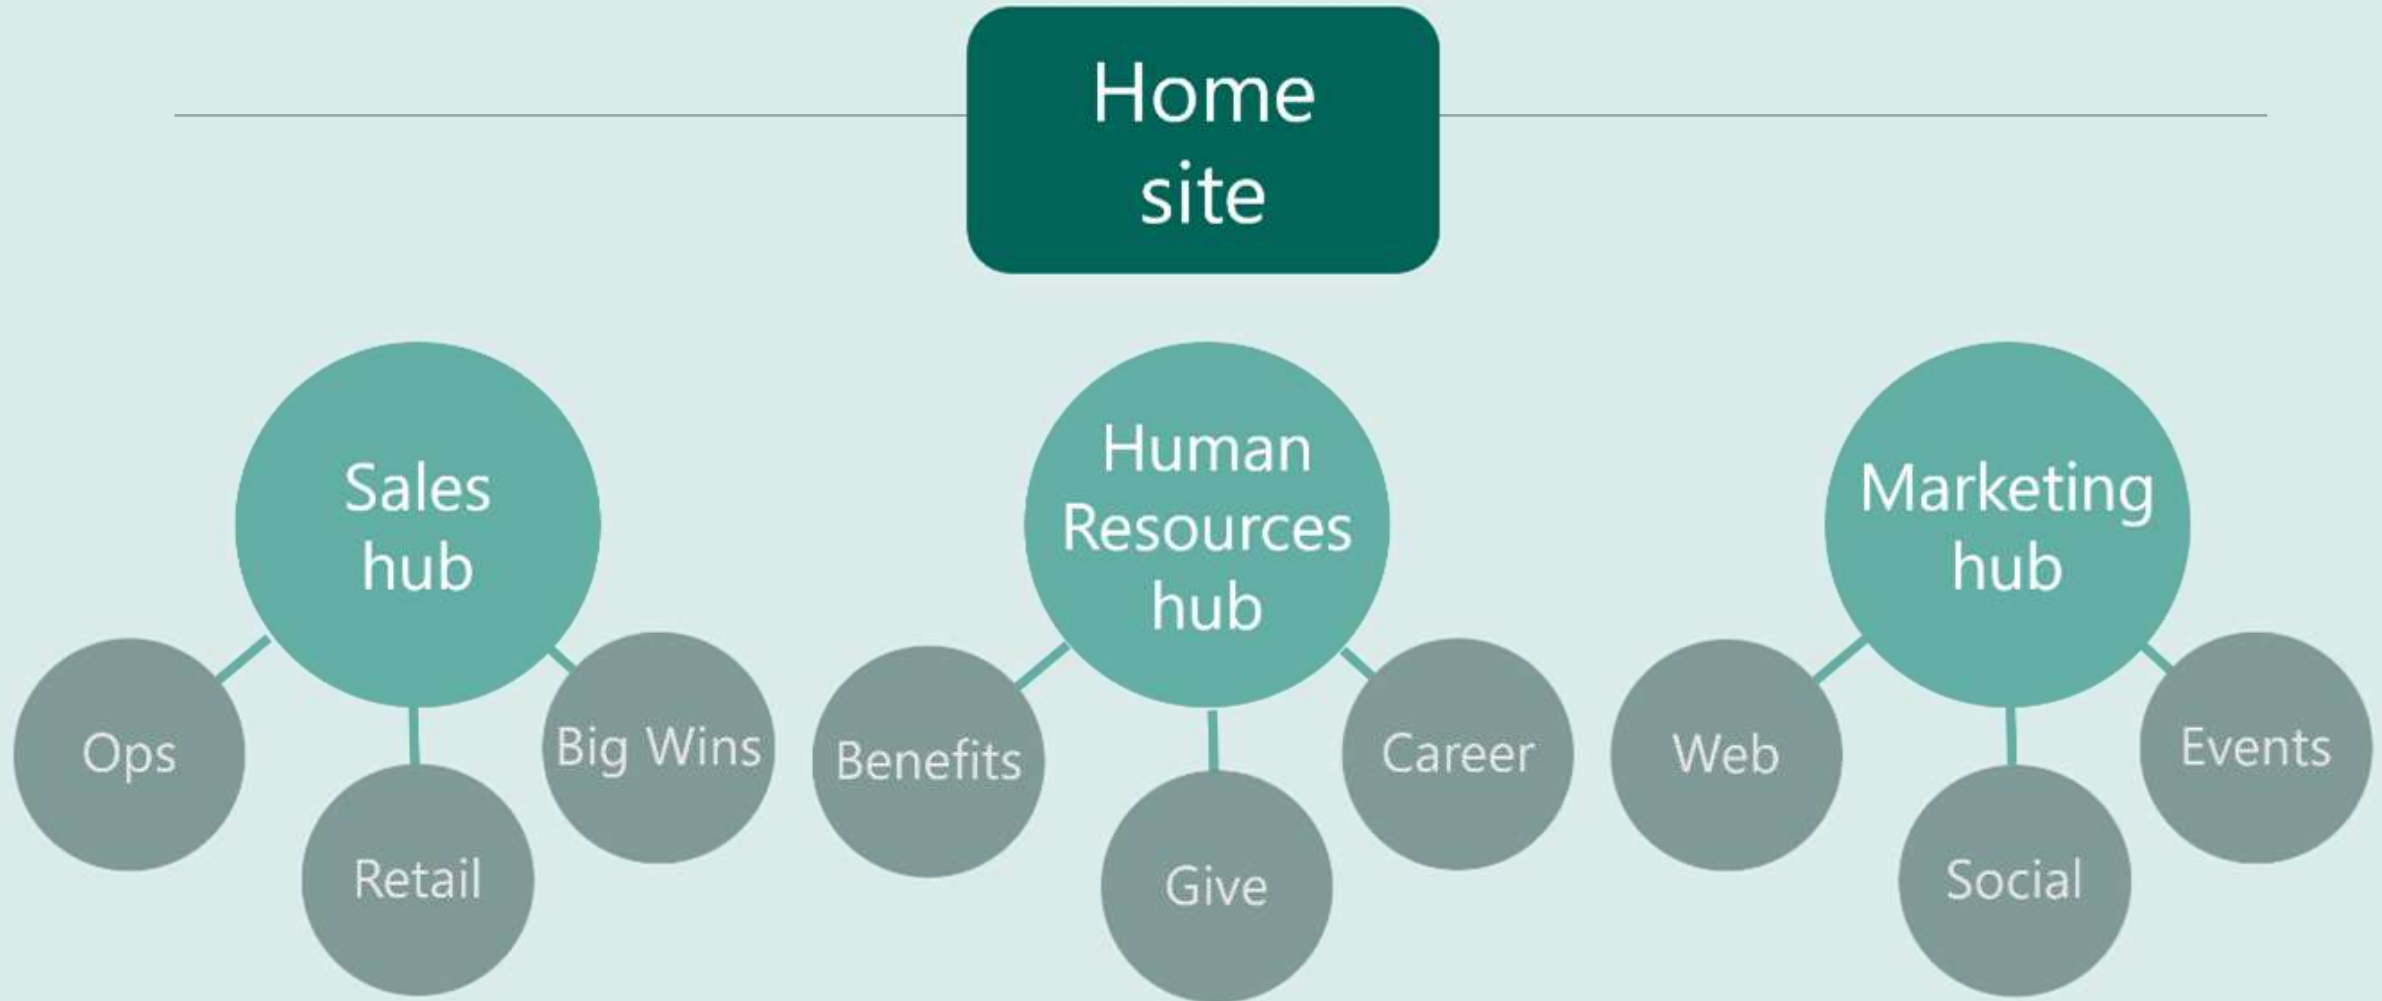 Home
site
Sales
hub
Human
Resources
hub
Marketing
hub
Ops
Retail
Big Wins
Benefits
Give
Career
Web
Social
Events